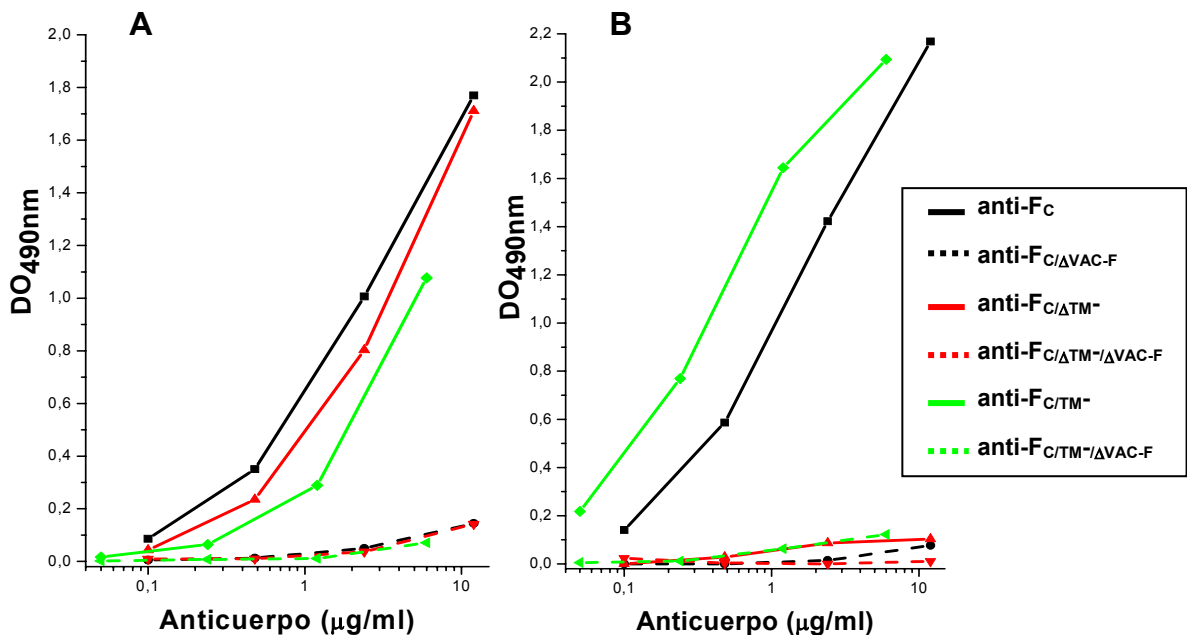 A
DO490nm
2,0
1,8
1,6
1,4
1,2
1,0
0,8
0,6
0,4
0,2
0,0
0,1 1 10
Anticuerpo (μg/ml)
B
DO490nm
2,2
2,0
1,8
1,6
1,4
1,2
1,0
0,8
0,6
0,4
0,2
0,0
0,1 1 10
Anticuerpo (μg/ml)
anti-FC
anti-FC/ΔVAC-F
anti-FC/ΔTM-
anti-FC/ΔTM-/ΔVAC-F
anti-FC/TM-
anti-FC/TM-/ΔVAC-F